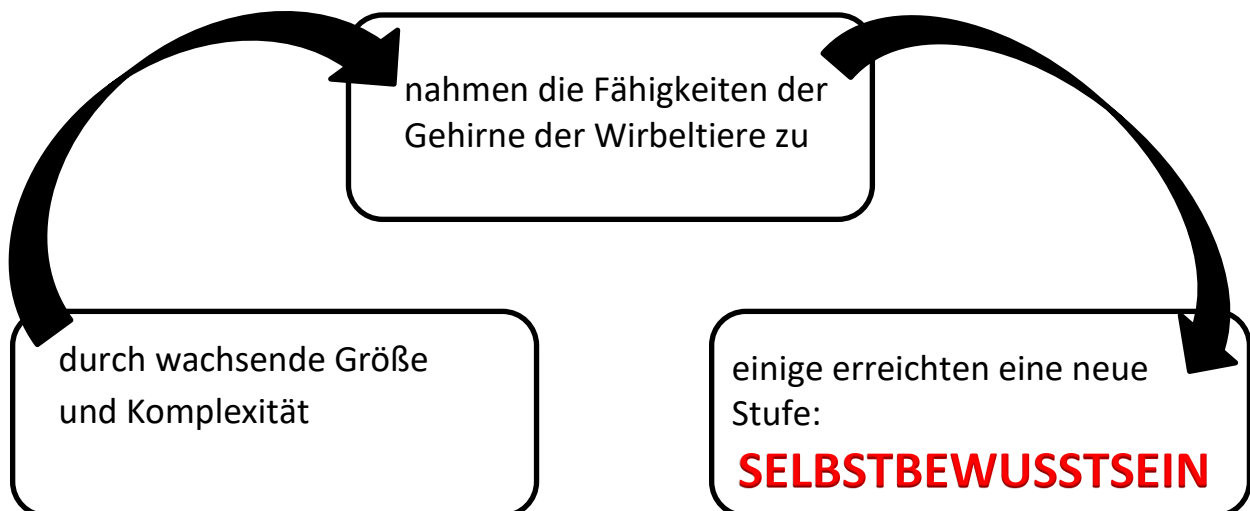 durch wachsende Größe
und Komplexität
nahmen die Fähigkeiten der
Gehirne der Wirbeltiere zu
einige erreichten eine neue
Stufe:
SELBSTBEWUSSTSEIN